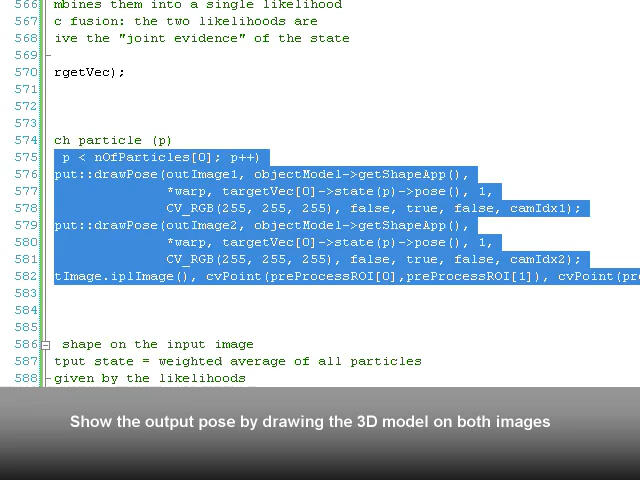 566 mbines them into a single likelihood
567 c fusion: the two likelihoods are
568 ive the "joint evidence" of the state
569
570 rgetVec);
571
572
573
574 ch particle (p)
575 p < nOfParticles[0]; p++)
576 put::drawPose(outImage1, objectModel->getShapeApp(),
577 *warp, targetVec[0]->state(p)->pose(), 1,
578 CV_RGB(255, 255, 255), false, true, false, camIdx1);
579 put::drawPose(outImage2, objectModel->getShapeApp(),
580 *warp, targetVec[0]->state(p)->pose(), 1,
581 CV_RGB(255, 255, 255), false, true, false, camIdx2);
582 tImage.iplImage(), cvPoint(preProcessROI[0],preProcessROI[1]), cvPoint(pre
583
584
585
586 shape on the input image
587 tput state = weighted average of all particles
588 given by the likelihoods
Show the output pose by drawing the 3D model on both images